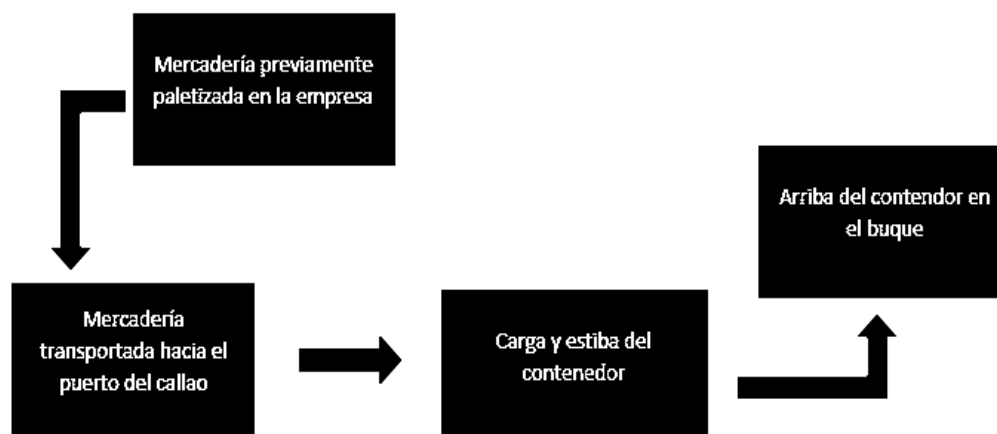 Mercadería previamente
paletizada en la empresa
Mercadería
transportada hacia el
puerto del callao
Carga y estiba del
contenedor
Arriba del contendor en
el buque